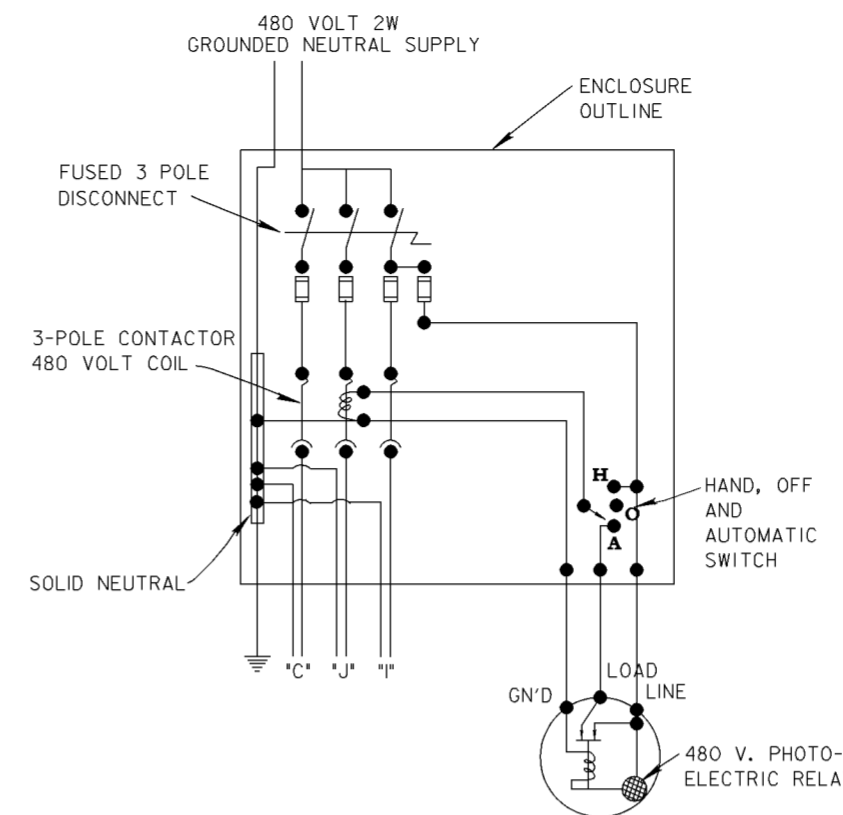 480 VOLT 2W
GROUNDED NEUTRAL SUPPLY
ENCLOSURE
OUTLINE
FUSED 3 POLE
DISCONNECT
3-POLE CONTACTOR
480 VOLT COIL
H
O
A
HAND, OFF
AND
AUTOMATIC
SWITCH
SOLID NEUTRAL
"C" "J" "I"
GN'D
LOAD
LINE
480 V. PHOTO-
ELECTRIC RELA